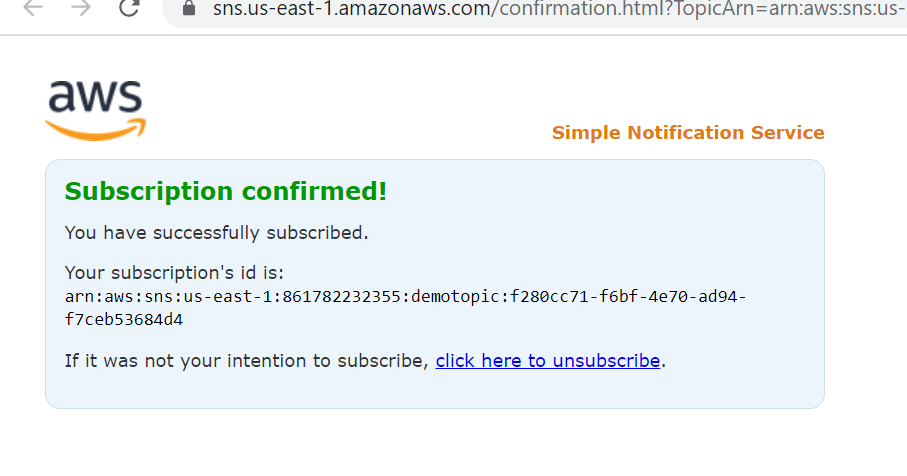 sns.us-east-1.amazonaws.com/confirmation.html?TopicArn=arn:aws:sns:us-
aws
Simple Notification Service
Subscription confirmed!
You have successfully subscribed.
Your subscription's id is:
arn:aws:sns:us-east-1:861782232355:demotopic:f280cc71-f6bf-4e70-ad94-
f7ceb53684d4
If it was not your intention to subscribe, click here to unsubscribe.